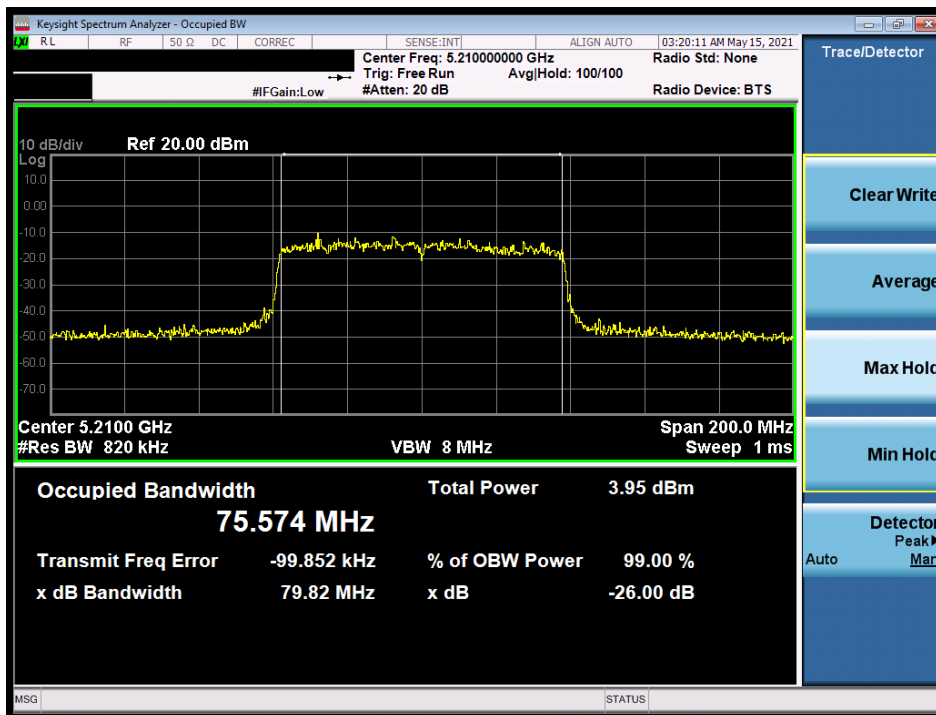 Keysight Spectrum Analyzer - Occupied BW
LXI RL RF 50 Ω DC CORREC SENSE:INT ALIGN AUTO 03:20:11 AM May 15, 2021
Center Freq: 5.210000000 GHz Radio Std: None
Trig: Free Run Avg|Hold: 100/100
#IFGain:Low #Atten: 20 dB Radio Device: BTS
10 dB/div Ref 20.00 dBm
Log
10.0
0.00
-10.0
-20.0
-30.0
-40.0
-50.0
-60.0
-70.0
Center 5.2100 GHz Span 200.0 MHz
#Res BW 820 kHz VBW 8 MHz Sweep 1 ms
Occupied Bandwidth Total Power 3.95 dBm
75.574 MHz
Transmit Freq Error -99.852 kHz % of OBW Power 99.00 %
x dB Bandwidth 79.82 MHz x dB -26.00 dB
MSG STATUS
Trace/Detector
Clear Write
Average
Max Hold
Min Hold
Detector
Peak
Auto Man